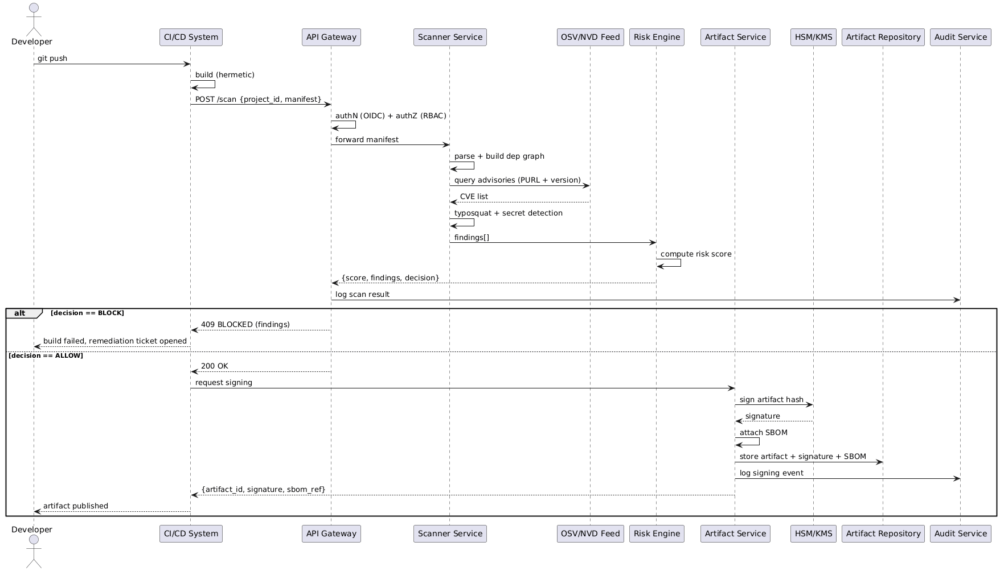 Developer
CI/CD System
API Gateway
Scanner Service
OSV/NVD Feed
Risk Engine
Artifact Service
HSM/KMS
Artifact Repository
Audit Service
git push
build (hermetic)
POST /scan {project_id, manifest}
authN (OIDC) + authZ (RBAC)
forward manifest
parse + build dep graph
query advisories (PURL + version)
CVE list
typosquat + secret detection
findings[]
compute risk score
{score, findings, decision}
log scan result
alt [decision == BLOCK]
409 BLOCKED (findings)
build failed, remediation ticket opened
[decision == ALLOW]
200 OK
request signing
sign artifact hash
signature
attach SBOM
store artifact + signature + SBOM
log signing event
{artifact_id, signature, sbom_ref}
artifact published
Developer
CI/CD System
API Gateway
Scanner Service
OSV/NVD Feed
Risk Engine
Artifact Service
HSM/KMS
Artifact Repository
Audit Service